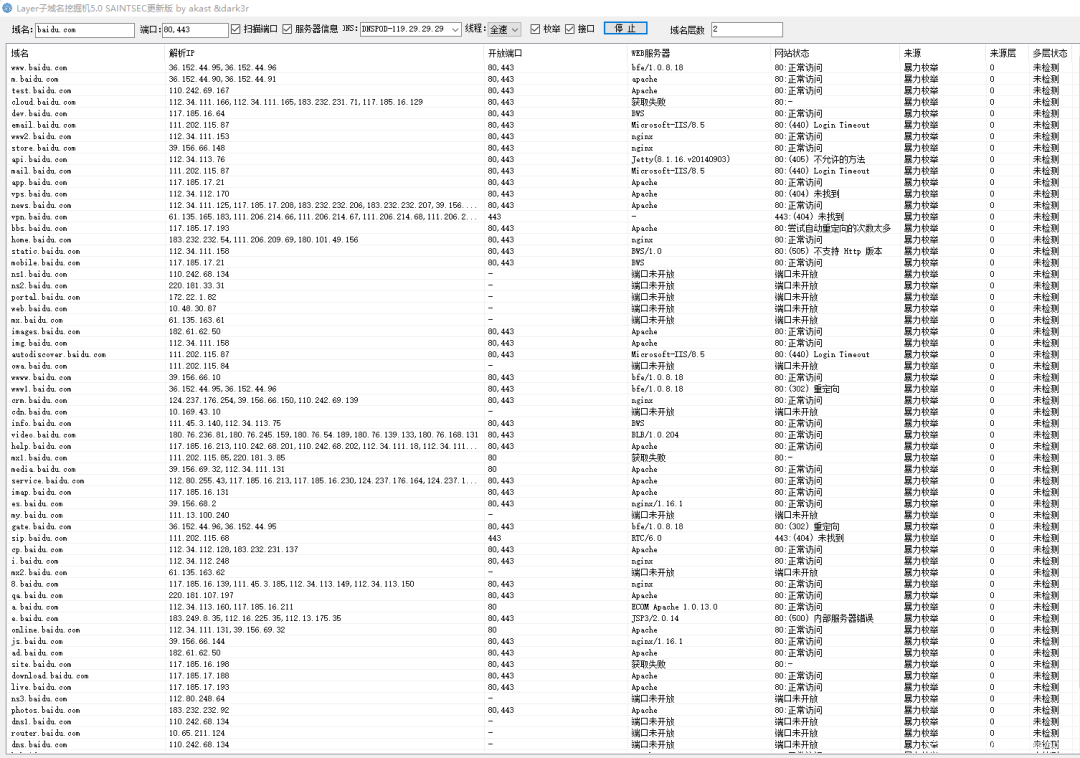 Layer子域名挖掘机5.0 SAINTSEC更新版 by akast &dark3r
域名: baidu.com 端口: 80,443 扫描端口 服务器信息 DNS: DNSPOD-119.29.29.29 线程: 全速 枚举 接口 停 止 域名层数 2
域名 解析IP 开放端口 WEB服务器 网站状态 来源 来源层 多层状态
www.baidu.com 36.152.44.95,36.152.44.96 80,443 bfe/1.0.8.18 80:正常访问 暴力枚举 0 未检测
m.baidu.com 36.152.44.90,36.152.44.91 80,443 apache 80:正常访问 暴力枚举 0 未检测
test.baidu.com 110.242.69.167 80,443 Apache 80:正常访问 暴力枚举 0 未检测
cloud.baidu.com 112.34.111.166,112.34.111.165,183.232.231.71,117.185.16.129 80,443 获取失败 80:- 暴力枚举 0 未检测
dev.baidu.com 117.185.16.64 80,443 BWS 80:正常访问 暴力枚举 0 未检测
email.baidu.com 111.202.115.87 80,443 Microsoft-IIS/8.5 80:(440) Login Timeout 暴力枚举 0 未检测
www2.baidu.com 112.34.111.153 80,443 nginx 80:正常访问 暴力枚举 0 未检测
store.baidu.com 39.156.66.148 80,443 nginx 80:正常访问 暴力枚举 0 未检测
api.baidu.com 112.34.113.76 80,443 Jetty(8.1.16.v20140903) 80:(405) 不允许的方法 暴力枚举 0 未检测
mail.baidu.com 111.202.115.87 80,443 Microsoft-IIS/8.5 80:(440) Login Timeout 暴力枚举 0 未检测
app.baidu.com 117.185.17.21 80,443 Apache 80:正常访问 暴力枚举 0 未检测
vps.baidu.com 112.34.112.170 80,443 Apache 80:(404) 未找到 暴力枚举 0 未检测
news.baidu.com 112.34.111.125,117.185.17.208,183.232.232.206,183.232.232.207,39.156.... 80,443 Apache 80:正常访问 暴力枚举 0 未检测
vpn.baidu.com 61.135.165.183,111.206.214.66,111.206.214.67,111.206.214.68,111.206.2... 443 - 443:(404) 未找到 暴力枚举 0 未检测
bbs.baidu.com 117.185.17.193 80,443 Apache 80:尝试自动重定向的次数太多 暴力枚举 0 未检测
home.baidu.com 183.232.232.54,111.206.209.69,180.101.49.156 80,443 nginx 80:正常访问 暴力枚举 0 未检测
static.baidu.com 112.34.111.158 80,443 BWS/1.0 80:(505) 不支持 Http 版本 暴力枚举 0 未检测
mobile.baidu.com 117.185.17.21 80,443 BWS 80:正常访问 暴力枚举 0 未检测
ns1.baidu.com 110.242.68.134 - 端口未开放 端口未开放 暴力枚举 0 未检测
ns2.baidu.com 220.181.33.31 - 端口未开放 端口未开放 暴力枚举 0 未检测
portal.baidu.com 172.22.1.82 - 端口未开放 端口未开放 暴力枚举 0 未检测
web.baidu.com 10.48.30.87 - 端口未开放 端口未开放 暴力枚举 0 未检测
mx.baidu.com 61.135.163.61 - 端口未开放 端口未开放 暴力枚举 0 未检测
images.baidu.com 182.61.62.50 80,443 Apache 80:正常访问 暴力枚举 0 未检测
img.baidu.com 112.34.111.158 80,443 Apache 80:正常访问 暴力枚举 0 未检测
autodiscover.baidu.com 111.202.115.87 80,443 Microsoft-IIS/8.5 80:(440) Login Timeout 暴力枚举 0 未检测
owa.baidu.com 111.202.115.84 - 端口未开放 端口未开放 暴力枚举 0 未检测
wwww.baidu.com 39.156.66.10 80,443 bfe/1.0.8.18 80:正常访问 暴力枚举 0 未检测
www1.baidu.com 36.152.44.95,36.152.44.96 80,443 bfe/1.0.8.18 80:(302) 重定向 暴力枚举 0 未检测
crm.baidu.com 124.237.176.254,39.156.66.150,110.242.69.139 80,443 nginx 80:正常访问 暴力枚举 0 未检测
cdn.baidu.com 10.169.43.10 - 端口未开放 端口未开放 暴力枚举 0 未检测
info.baidu.com 111.45.3.140,112.34.113.75 80,443 BWS 80:正常访问 暴力枚举 0 未检测
video.baidu.com 180.76.236.81,180.76.245.159,180.76.54.189,180.76.139.133,180.76.168.131 80,443 BLB/1.0.204 80:正常访问 暴力枚举 0 未检测
help.baidu.com 117.185.16.213,110.242.68.201,110.242.68.202,112.34.111.18,112.34.111... 80,443 Apache 80:正常访问 暴力枚举 0 未检测
mx1.baidu.com 111.202.115.85,220.181.3.85 80 获取失败 80:- 暴力枚举 0 未检测
media.baidu.com 39.156.69.32,112.34.111.131 80 Apache 80:正常访问 暴力枚举 0 未检测
service.baidu.com 112.80.255.43,117.185.16.213,117.185.16.230,124.237.176.164,124.237.1... 80,443 Apache 80:正常访问 暴力枚举 0 未检测
imap.baidu.com 117.185.16.131 80,443 Apache 80:正常访问 暴力枚举 0 未检测
es.baidu.com 39.156.68.2 80,443 nginx/1.16.1 80:正常访问 暴力枚举 0 未检测
my.baidu.com 111.13.100.240 - 端口未开放 端口未开放 暴力枚举 0 未检测
gate.baidu.com 36.152.44.96,36.152.44.95 80,443 bfe/1.0.8.18 80:(302) 重定向 暴力枚举 0 未检测
sip.baidu.com 111.202.115.68 443 RTC/6.0 443:(404) 未找到 暴力枚举 0 未检测
cp.baidu.com 112.34.112.128,183.232.231.137 80,443 Apache 80:正常访问 暴力枚举 0 未检测
i.baidu.com 112.34.112.248 80,443 Apache 80:正常访问 暴力枚举 0 未检测
mx2.baidu.com 61.135.163.62 - 端口未开放 端口未开放 暴力枚举 0 未检测
8.baidu.com 117.185.16.139,111.45.3.185,112.34.113.149,112.34.113.150 80,443 nginx 80:正常访问 暴力枚举 0 未检测
qa.baidu.com 220.181.107.197 80,443 Apache 80:正常访问 暴力枚举 0 未检测
a.baidu.com 112.34.113.160,117.185.16.211 80 ECOM Apache 1.0.13.0 80:正常访问 暴力枚举 0 未检测
e.baidu.com 183.249.8.35,112.16.225.35,112.13.175.35 80,443 JSP3/2.0.14 80:(500) 内部服务器错误 暴力枚举 0 未检测
online.baidu.com 112.34.111.131,39.156.69.32 80 Apache 80:正常访问 暴力枚举 0 未检测
js.baidu.com 39.156.66.144 80,443 nginx/1.16.1 80:正常访问 暴力枚举 0 未检测
ad.baidu.com 182.61.62.50 80,443 Apache 80:正常访问 暴力枚举 0 未检测
site.baidu.com 117.185.16.198 80,443 获取失败 80:- 暴力枚举 0 未检测
download.baidu.com 117.185.17.188 80,443 Apache 80:正常访问 暴力枚举 0 未检测
live.baidu.com 117.185.17.193 80,443 Apache 80:正常访问 暴力枚举 0 未检测
ns3.baidu.com 112.80.248.64 - 端口未开放 端口未开放 暴力枚举 0 未检测
photos.baidu.com 183.232.232.92 80,443 Apache 80:正常访问 暴力枚举 0 未检测
dns1.baidu.com 110.242.68.134 - 端口未开放 端口未开放 暴力枚举 0 未检测
router.baidu.com 10.65.211.124 - 端口未开放 端口未开放 暴力枚举 0 未检测
dns.baidu.com 110.242.68.134 - 端口未开放 端口未开放 暴力枚举 0 未检测